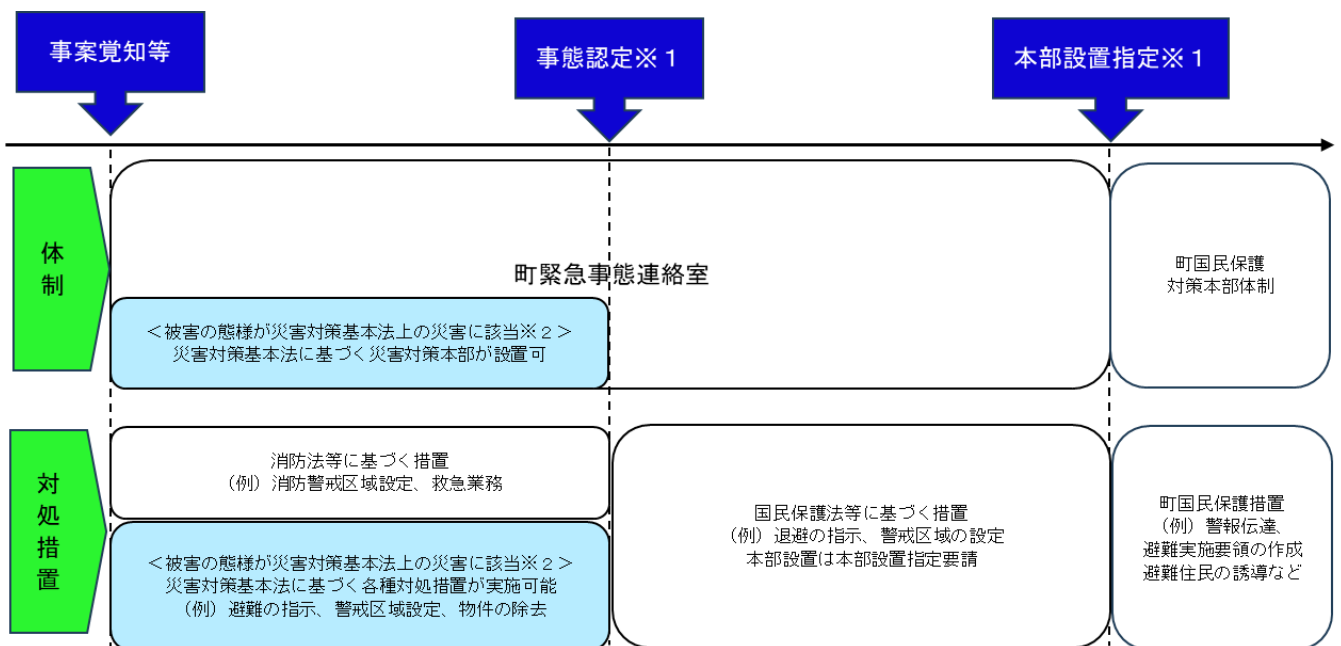 事案覚知等
事態認定※１
本部設置指定※１
体制
町緊急事態連絡室
＜被害の態様が災害対策基本法上の災害に該当※２＞
災害対策基本法に基づく災害対策本部が設置可
町国民保護
対策本部体制
対処措置
消防法等に基づく措置
（例）消防警戒区域設定、救急業務
＜被害の態様が災害対策基本法上の災害に該当※２＞
災害対策基本法に基づく各種対処措置が実施可能
（例）避難の指示、警戒区域設定、物件の除去
国民保護法等に基づく措置
（例）退避の指示、警戒区域の設定
本部設置は本部設置指定要請
町国民保護措置
（例）警報伝達、
避難実施要領の作成
避難住民の誘導など